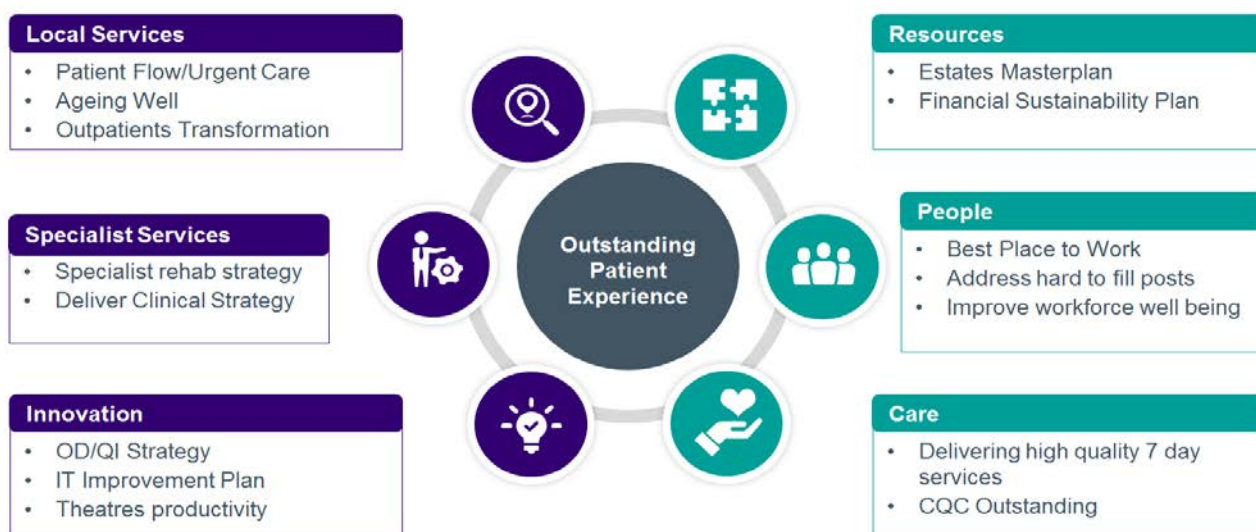 Local Services
• Patient Flow/Urgent Care
• Ageing Well
• Outpatients Transformation
Specialist Services
• Specialist rehab strategy
• Deliver Clinical Strategy
Innovation
• OD/QI Strategy
• IT Improvement Plan
• Theatres productivity
Outstanding
Patient
Experience
Resources
• Estates Masterplan
• Financial Sustainability Plan
People
• Best Place to Work
• Address hard to fill posts
• Improve workforce well being
Care
• Delivering high quality 7 day
services
• CQC Outstanding